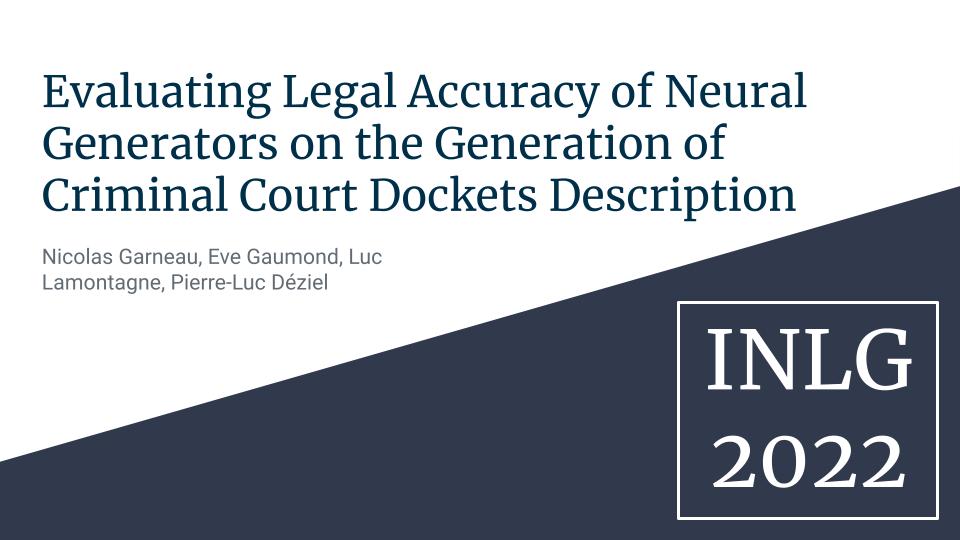 Evaluating Legal Accuracy of Neural
Generators on the Generation of
Criminal Court Dockets Description
Nicolas Garneau, Eve Gaumond, Luc
Lamontagne, Pierre-Luc Déziel
INLG
2022